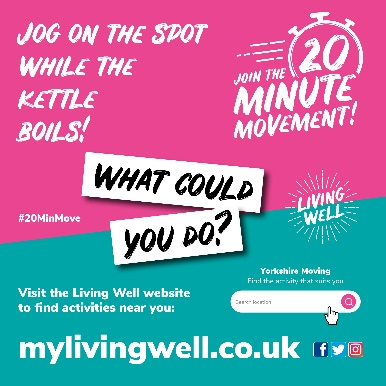 JOG ON THE SPOT
WHILE THE
KETTLE
BOILS!
20
JOIN THE
MINUTE
MOVEMENT!
WHAT COULD
YOU DO?
#20MinMove
LIVING
WELL
Yorkshire Moving
Find the activity that suits you
Search location
Visit the Living Well website
to find activities near you:
mylivingwell.co.uk